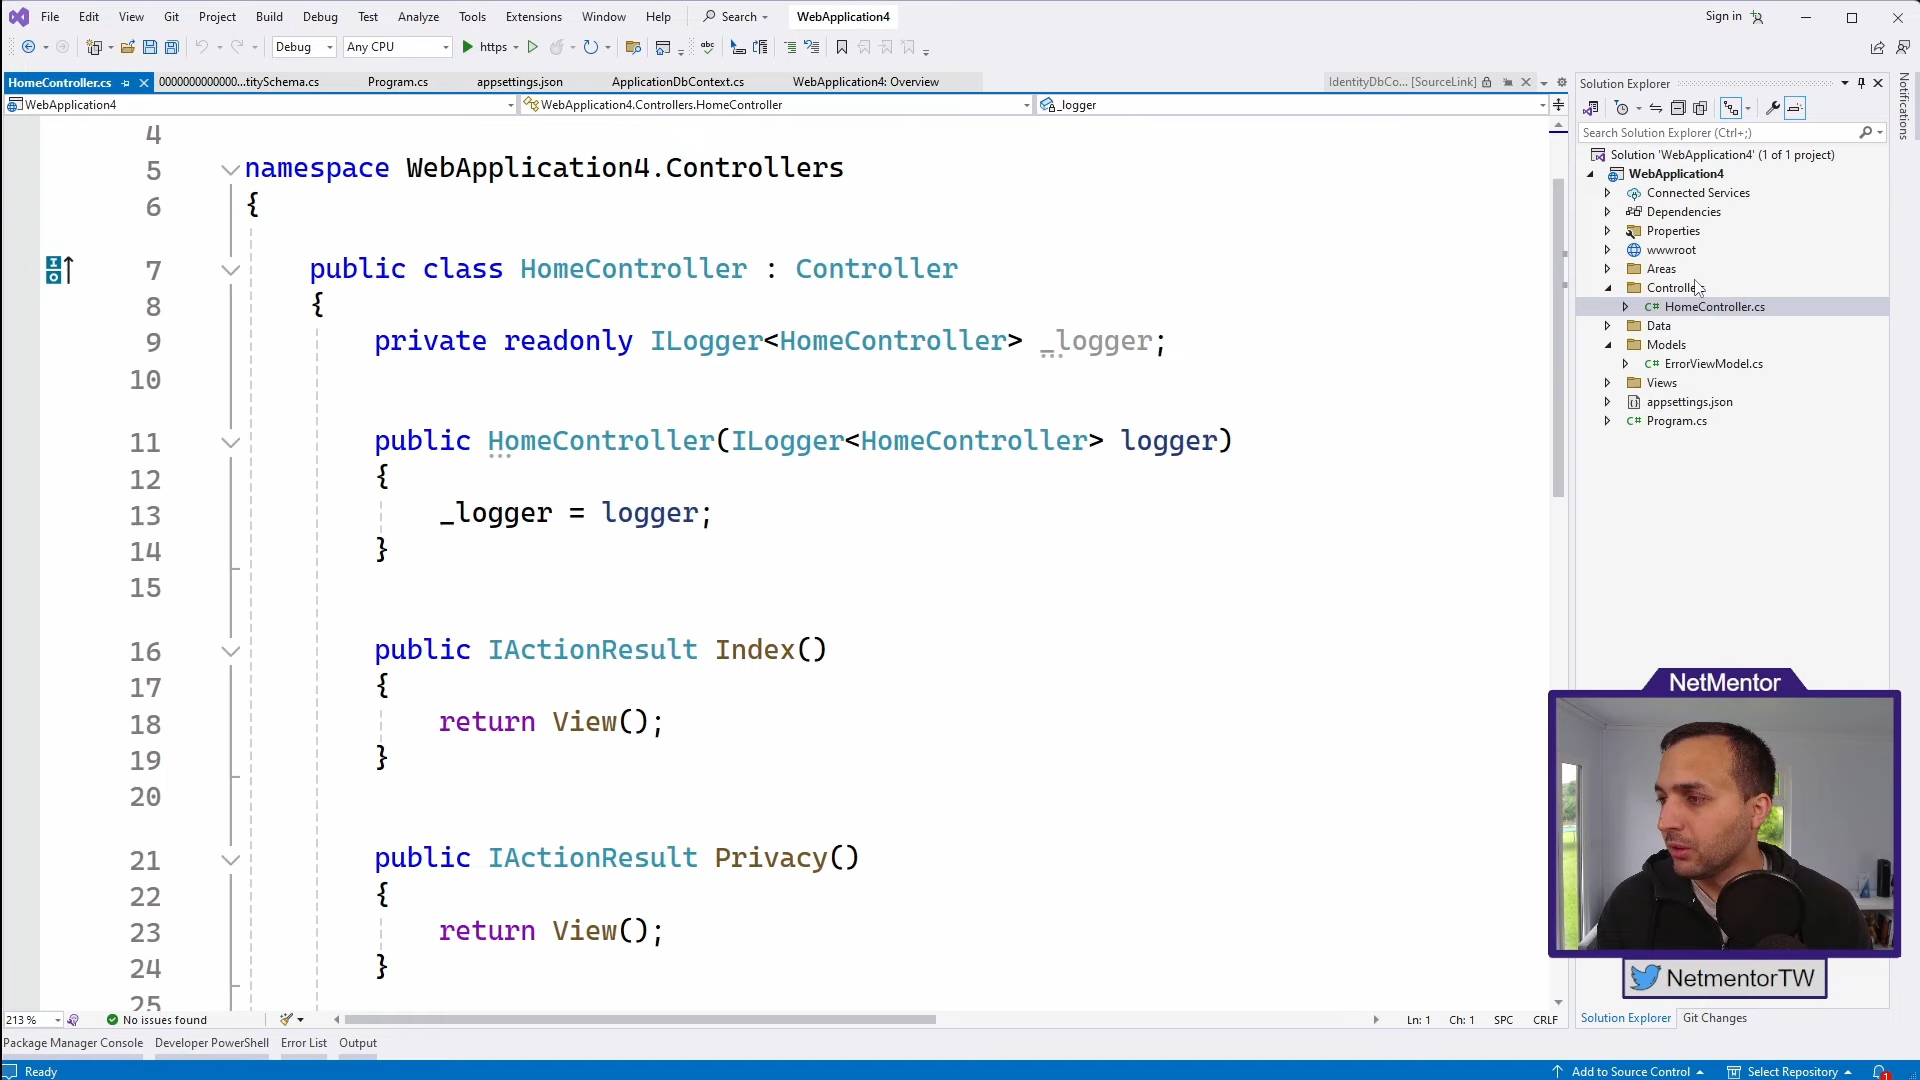 File Edit View Git Project Build Debug Test Analyze Tools Extensions Window Help Search WebApplication4 Sign in
Debug Any CPU https
HomeController.cs 0000000000000...titySchema.cs Program.cs appsettings.json ApplicationDbContext.cs WebApplication4: Overview IdentityDbCo... [SourceLink]
WebApplication4 WebApplication4.Controllers.HomeController _logger
4
5 namespace WebApplication4.Controllers
6 {
7 public class HomeController : Controller
8 {
9 private readonly ILogger<HomeController> _logger;
10
11 public HomeController(ILogger<HomeController> logger)
12 {
13 _logger = logger;
14 }
15
16 public IActionResult Index()
17 {
18 return View();
19 }
20
21 public IActionResult Privacy()
22 {
23 return View();
24 }
25
213 % No issues found Ln: 1 Ch: 1 SPC CRLF
Package Manager Console Developer PowerShell Error List Output
Ready Add to Source Control Select Repository 1
Solution Explorer
Search Solution Explorer (Ctrl+;)
Solution 'WebApplication4' (1 of 1 project)
WebApplication4
Connected Services
Dependencies
Properties
wwwroot
Areas
Controllers
C# HomeController.cs
Data
Models
C# ErrorViewModel.cs
Views
appsettings.json
C# Program.cs
Notifications
NetMentor
NetmentorTW
Solution Explorer Git Changes